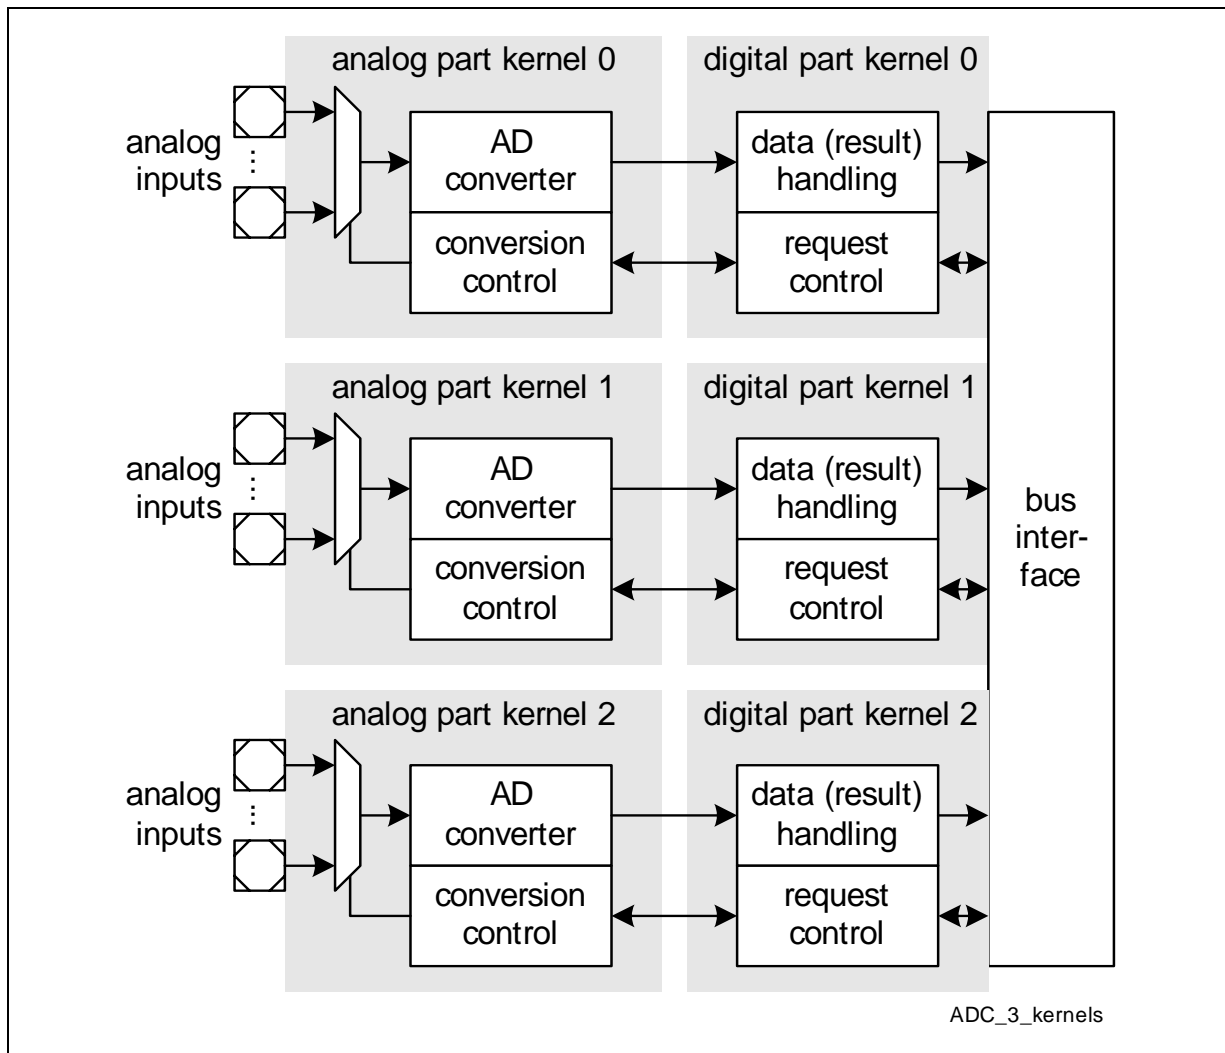 analog part kernel 0
digital part kernel 0
analog
inputs
...
AD
converter
data (result)
handling
conversion
control
request
control
analog part kernel 1
digital part kernel 1
analog
inputs
...
AD
converter
data (result)
handling
conversion
control
request
control
bus
inter-
face
analog part kernel 2
digital part kernel 2
analog
inputs
...
AD
converter
data (result)
handling
conversion
control
request
control
ADC_3_kernels